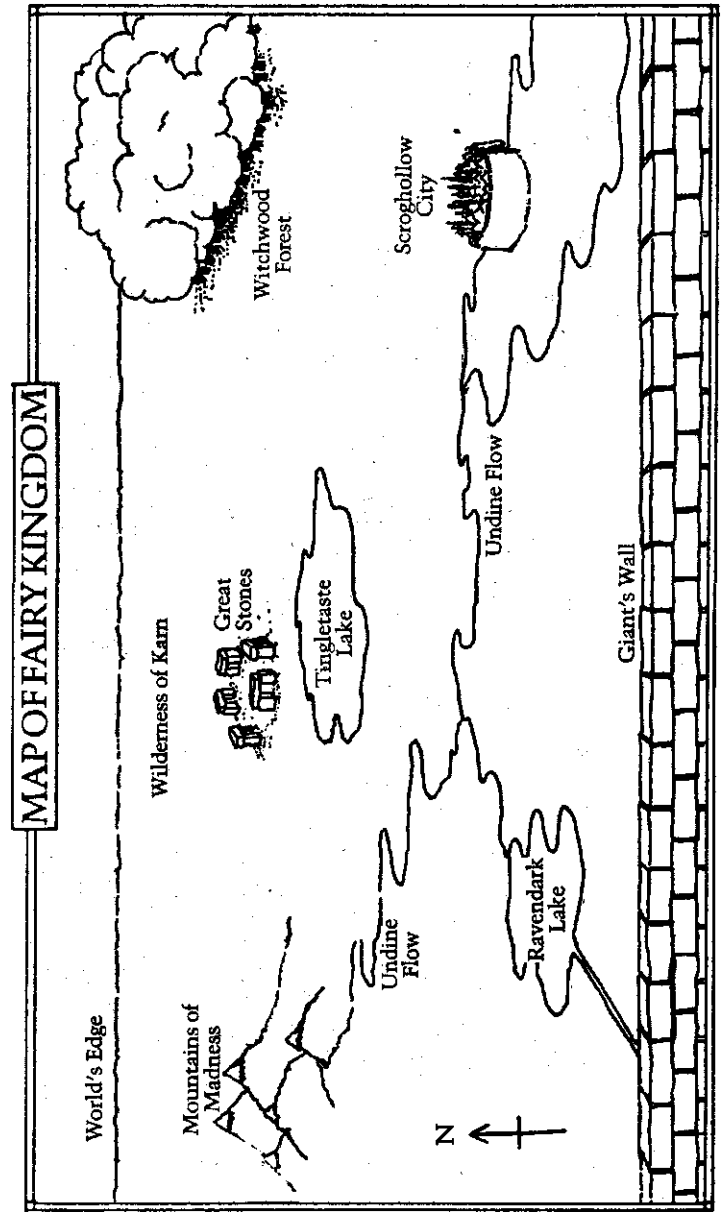 MAP OF FAIRY KINGDOM
World's Edge
Wilderness of Karn
Mountains of
Madness
Great
Stones
Witchwood
Forest
Tingletaste
Lake
Undine
Flow
N
Scroghollow
City
Undine Flow
Ravendark
Lake
Giant's Wall